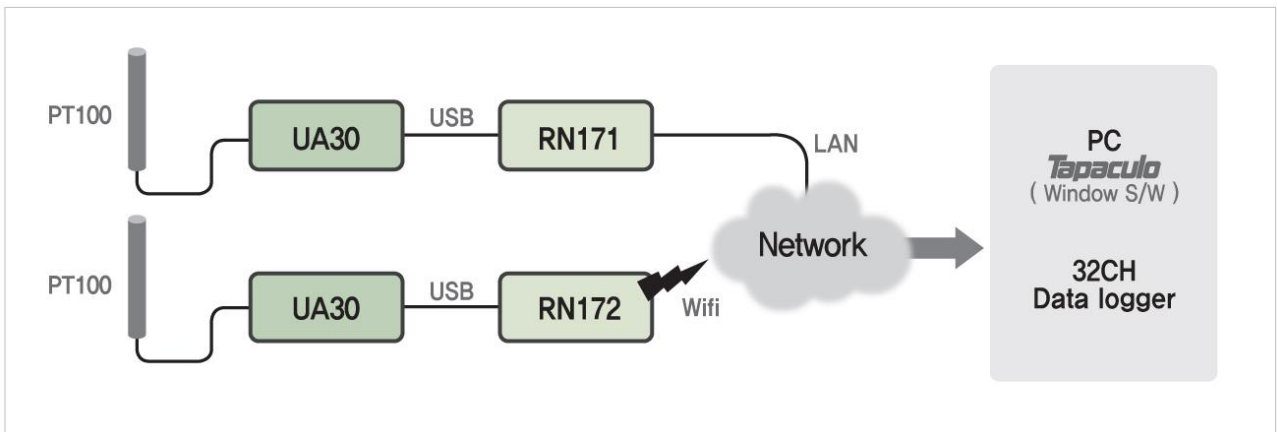 PT100
UA30
USB
RN171
LAN
PT100
UA30
USB
RN172
Wifi
Network
PC
Tapaculo
( Window S/W )
32CH
Data logger